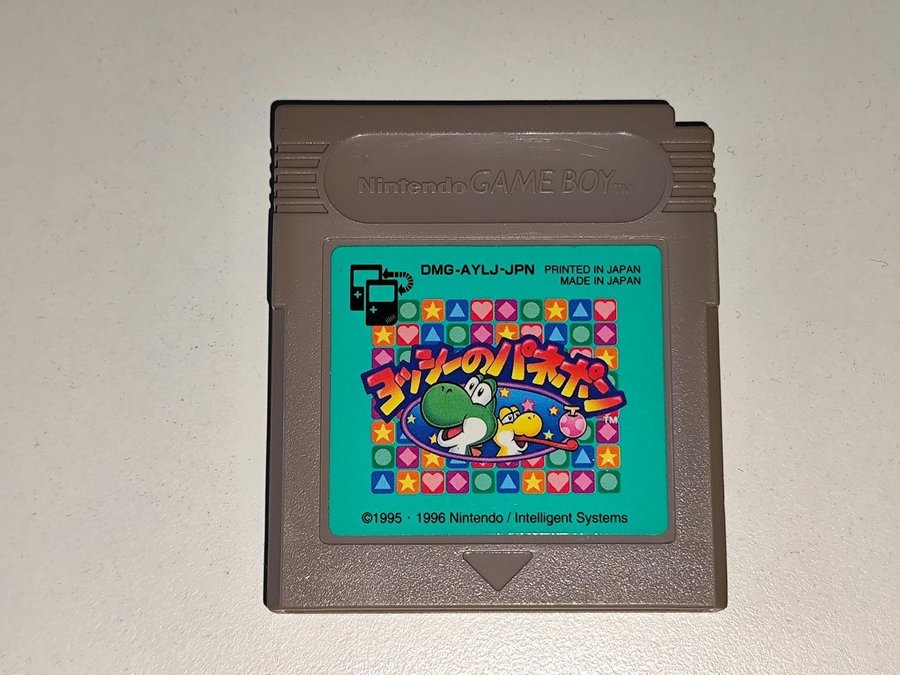 Nintendo GAME BOY TM
DMG-AYLJ-JPN PRINTED IN JAPAN
MADE IN JAPAN
ヨッシーのパネポン
TM
©1995 · 1996 Nintendo / Intelligent Systems